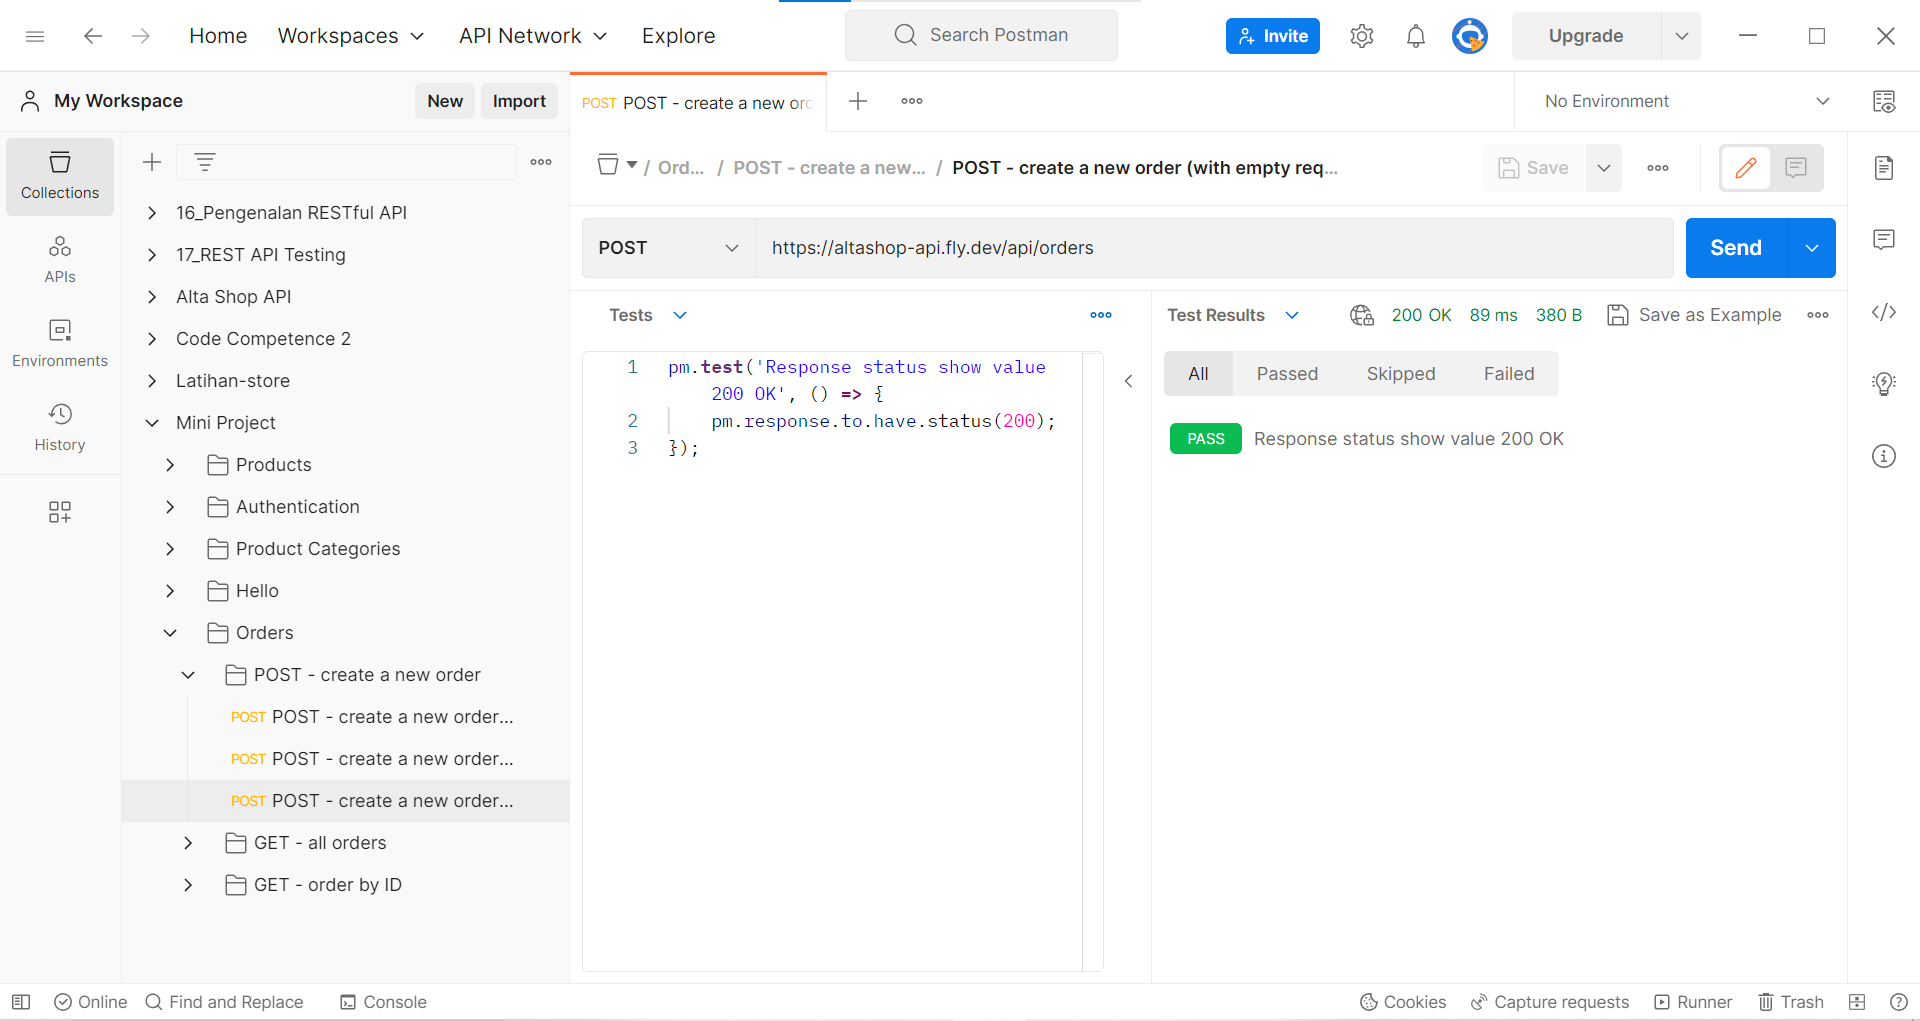 Home
Workspaces
API Network
Explore
Search Postman
Invite
Upgrade
My Workspace
New
Import
POST POST - create a new orc
No Environment
Collections
APIs
Environments
History
16_Pengenalan RESTful API
17_REST API Testing
Alta Shop API
Code Competence 2
Latihan-store
Mini Project
Products
Authentication
Product Categories
Hello
Orders
POST - create a new order
POST POST - create a new order...
POST POST - create a new order...
POST POST - create a new order...
GET - all orders
GET - order by ID
/ Ord... / POST - create a new... / POST - create a new order (with empty req...
Save
POST
https://altashop-api.fly.dev/api/orders
Send
Tests
1 pm.test('Response status show value
200 OK', () => {
2 pm.response.to.have.status(200);
3 });
Test Results
200 OK 89 ms 380 B
Save as Example
All Passed Skipped Failed
PASS Response status show value 200 OK
Online
Find and Replace
Console
Cookies
Capture requests
Runner
Trash